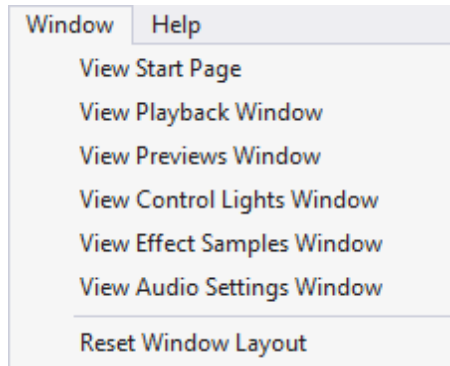 Window Help
View Start Page
View Playback Window
View Previews Window
View Control Lights Window
View Effect Samples Window
View Audio Settings Window
Reset Window Layout